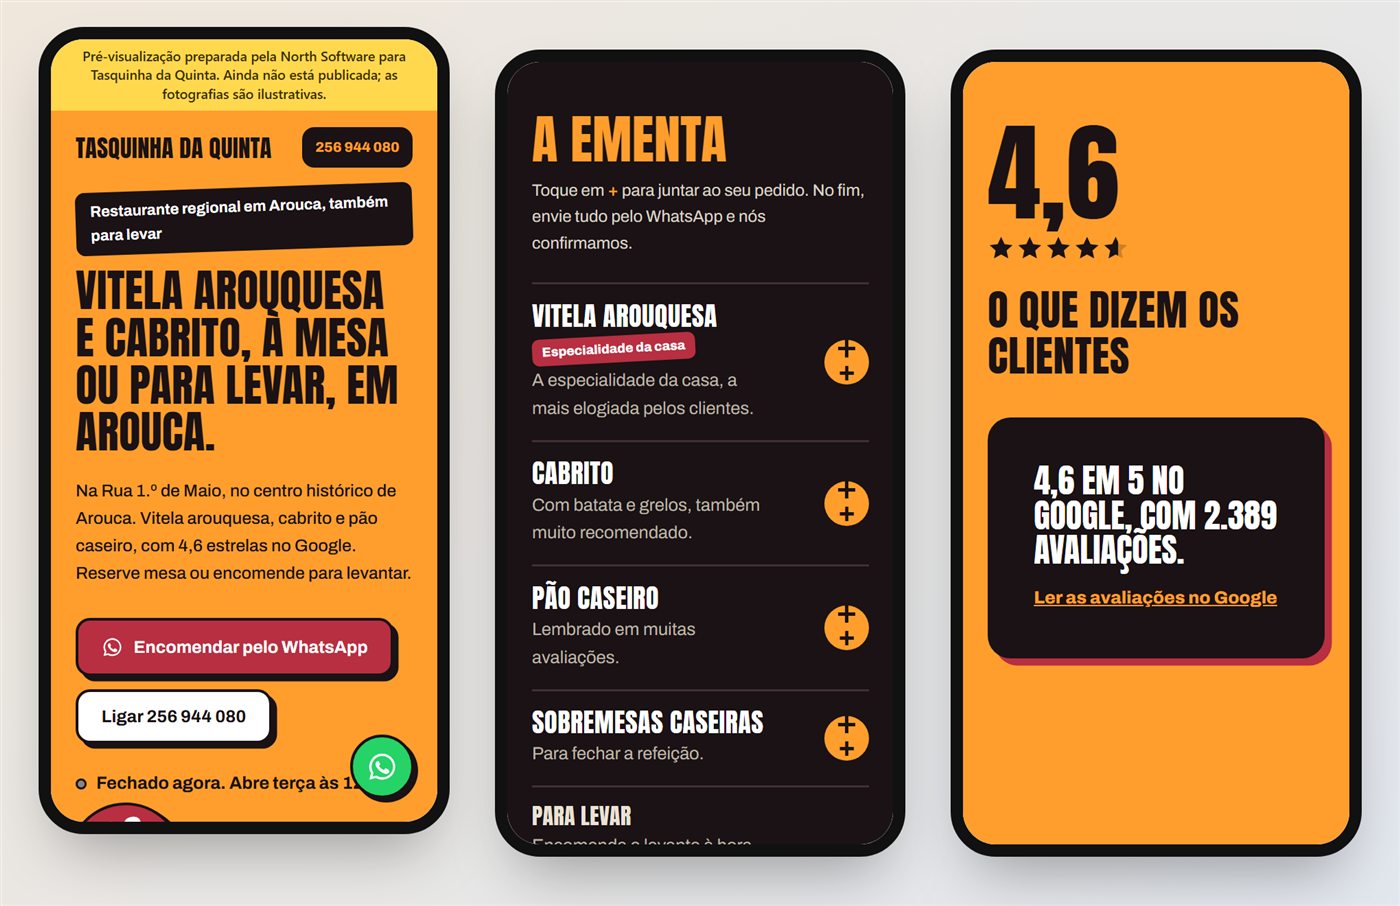 Pré-visualização preparada pela North Software para
Tasquinha da Quinta. Ainda não está publicada; as
fotografias são ilustrativas.
TASQUINHA DA QUINTA
256 944 080
Restaurante regional em Arouca, também
para levar
VITELA AROUQUESA
E CABRITO, À MESA
OU PARA LEVAR, EM
AROUCA.
Na Rua 1.º de Maio, no centro histórico de
Arouca. Vitela arouquesa, cabrito e pão
caseiro, com 4,6 estrelas no Google.
Reserve mesa ou encomende para levantar.
Encomendar pelo WhatsApp
Ligar 256 944 080
Fechado agora. Abre terça às 12
A EMENTA
Toque em + para juntar ao seu pedido. No fim,
envie tudo pelo WhatsApp e nós
confirmamos.
VITELA AROUQUESA
Especialidade da casa
A especialidade da casa, a
mais elogiada pelos clientes.
+
+
CABRITO
Com batata e grelos, também
muito recomendado.
+
+
PÃO CASEIRO
Lembrado em muitas
avaliações.
+
+
SOBREMESAS CASEIRAS
Para fechar a refeição.
+
+
PARA LEVAR
Encomende e levante à hora
4,6
O QUE DIZEM OS
CLIENTES
4,6 EM 5 NO
GOOGLE, COM 2.389
AVALIAÇÕES.
Ler as avaliações no Google